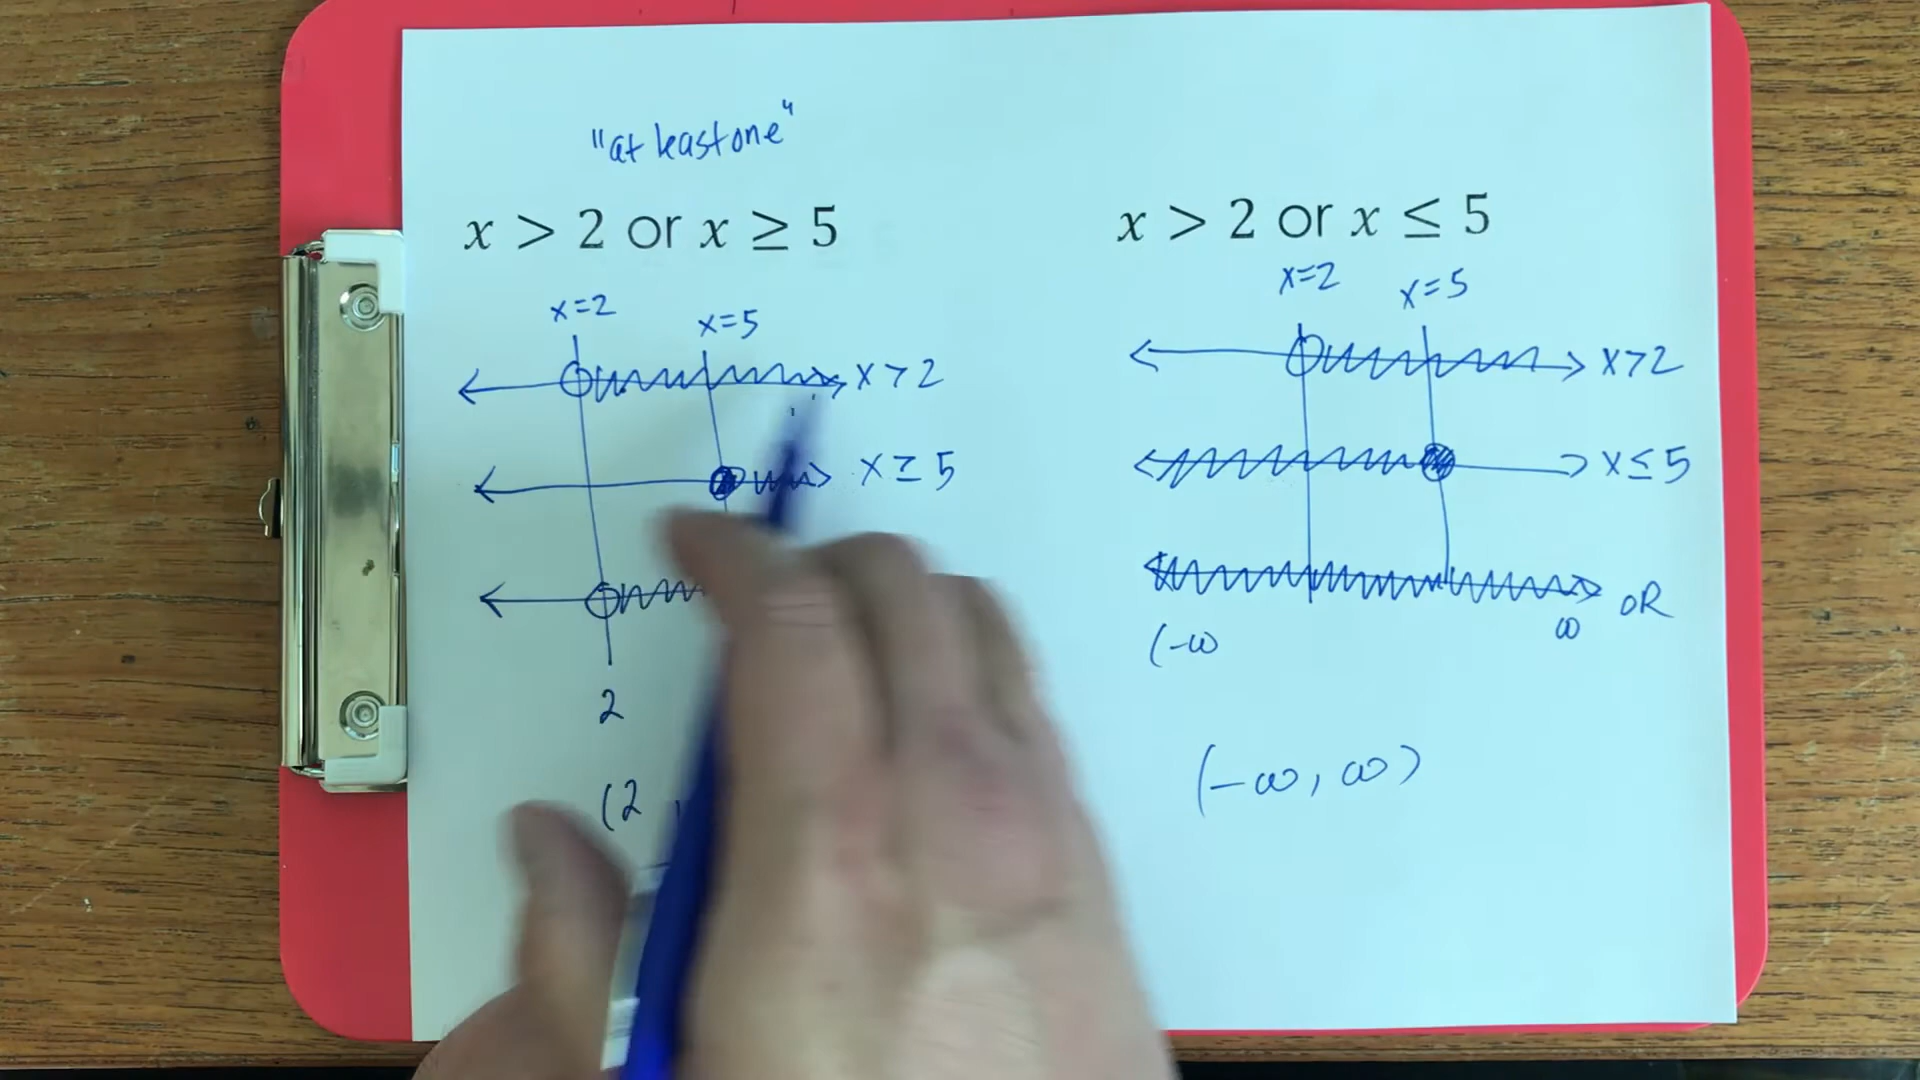 "at least one"
x > 2 or x ≥ 5
x=2
x=5
x > 2
x ≥ 5
2
(2 ,
x > 2 or x ≤ 5
x=2
x=5
x>2
x≤5
OR
(-∞
∞
(-∞, ∞)